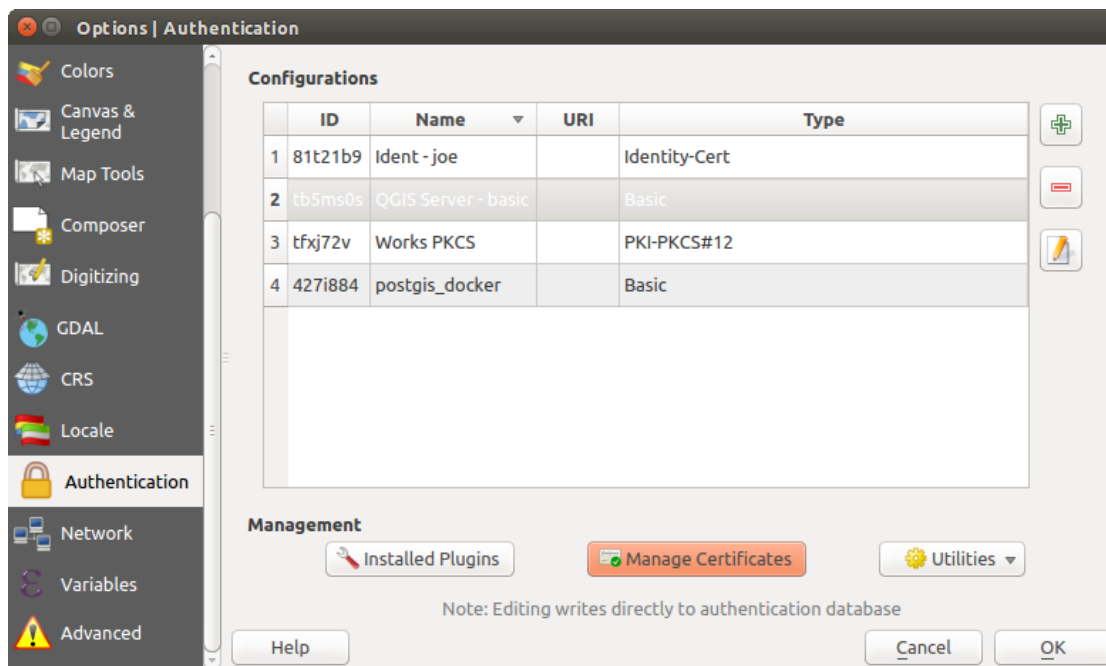 Options | Authentication
Colors
Canvas &
Legend
Map Tools
Composer
Digitizing
GDAL
CRS
Locale
Authentication
Network
Variables
Advanced
Configurations
ID Name URI Type
1 81t21b9 Ident - joe Identity-Cert
2 tb5ms0s QGIS Server - basic Basic
3 tfxj72v Works PKCS PKI-PKCS#12
4 427i884 postgis_docker Basic
Management
Installed Plugins Manage Certificates Utilities
Note: Editing writes directly to authentication database
Help Cancel OK